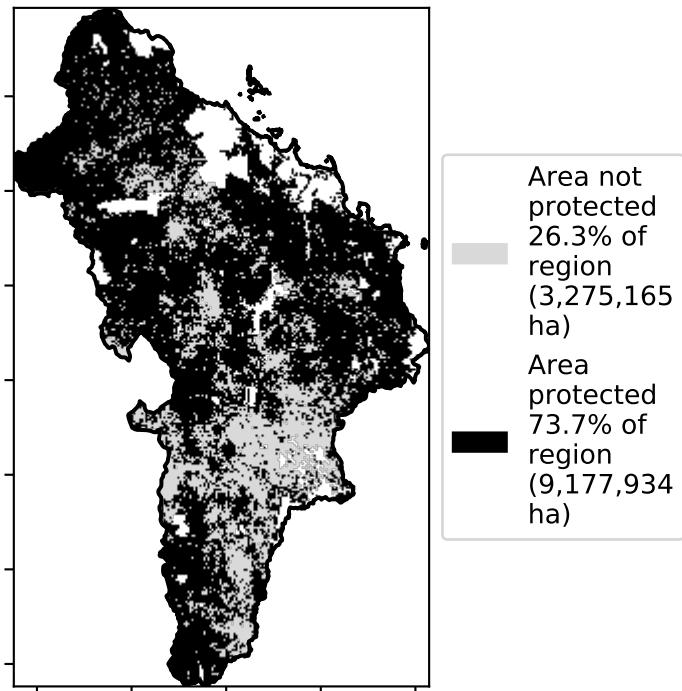 Area not
protected
26.3% of
region
(3,275,165
ha)
Area
protected
73.7% of
region
(9,177,934
ha)